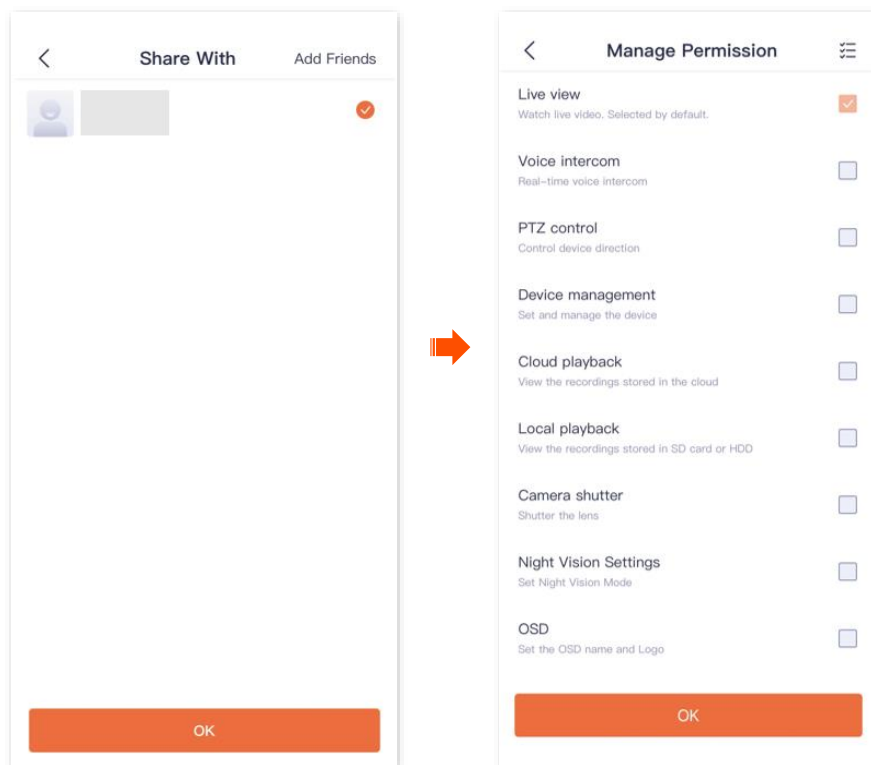 Share With
Add Friends
OK
Manage Permission
Live view
Watch live video. Selected by default.
Voice intercom
Real-time voice intercom
PTZ control
Control device direction
Device management
Set and manage the device
Cloud playback
View the recordings stored in the cloud
Local playback
View the recordings stored in SD card or HDD
Camera shutter
Shutter the lens
Night Vision Settings
Set Night Vision Mode
OSD
Set the OSD name and Logo
OK